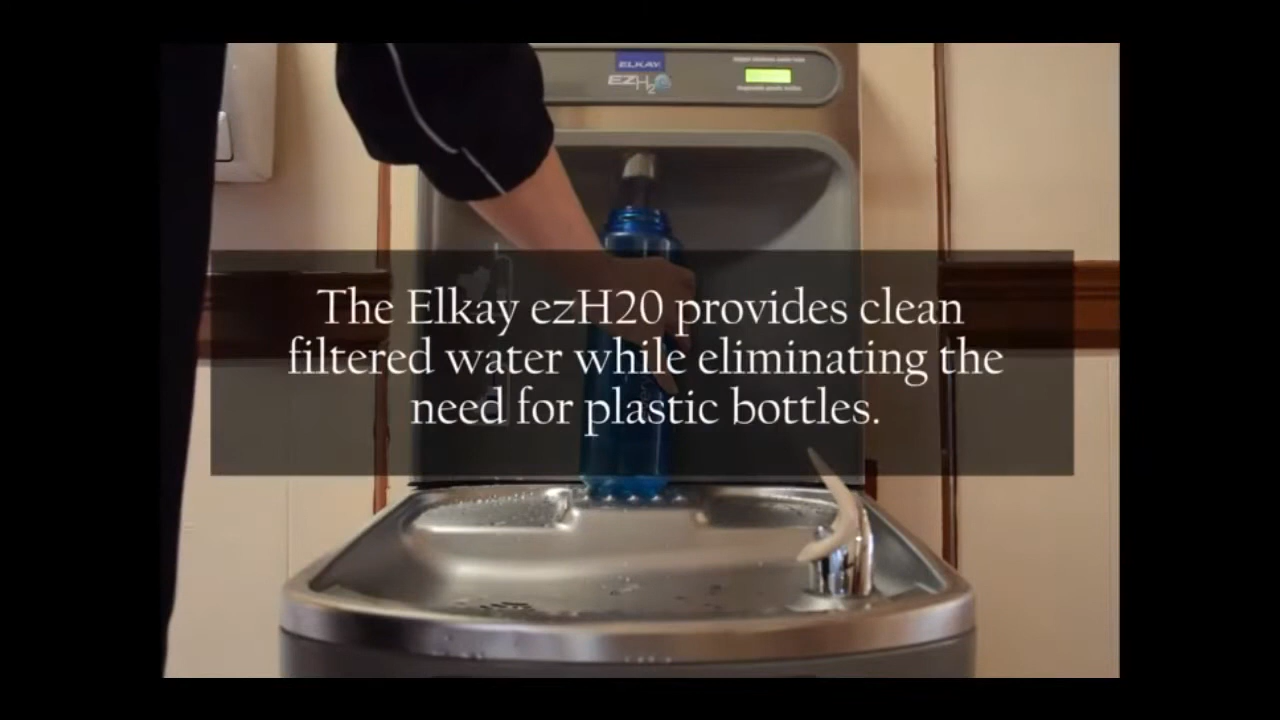 ELKAY
EZH2O
The Elkay ezH20 provides clean
filtered water while eliminating the
need for plastic bottles.